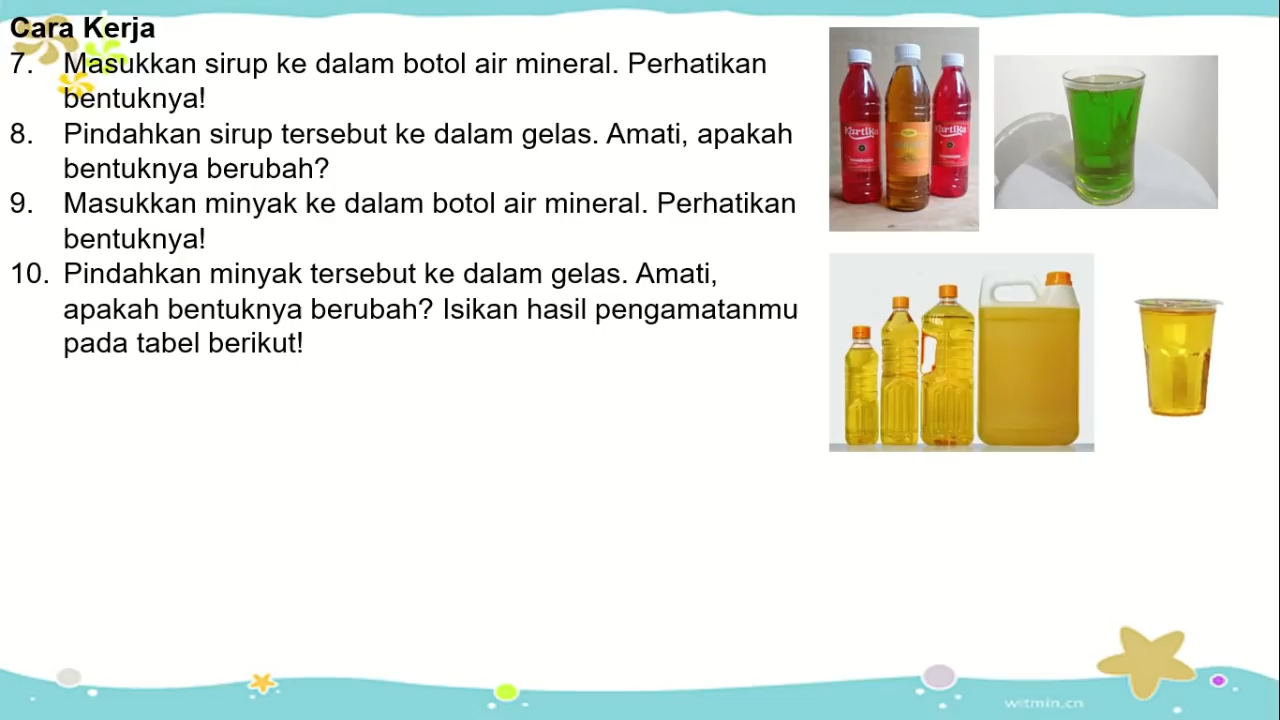 Cara Kerja
7. Masukkan sirup ke dalam botol air mineral. Perhatikan
bentuknya!
8. Pindahkan sirup tersebut ke dalam gelas. Amati, apakah
bentuknya berubah?
9. Masukkan minyak ke dalam botol air mineral. Perhatikan
bentuknya!
10. Pindahkan minyak tersebut ke dalam gelas. Amati,
apakah bentuknya berubah? Isikan hasil pengamatanmu
pada tabel berikut!
Kartika
Kartika
witmin.cn